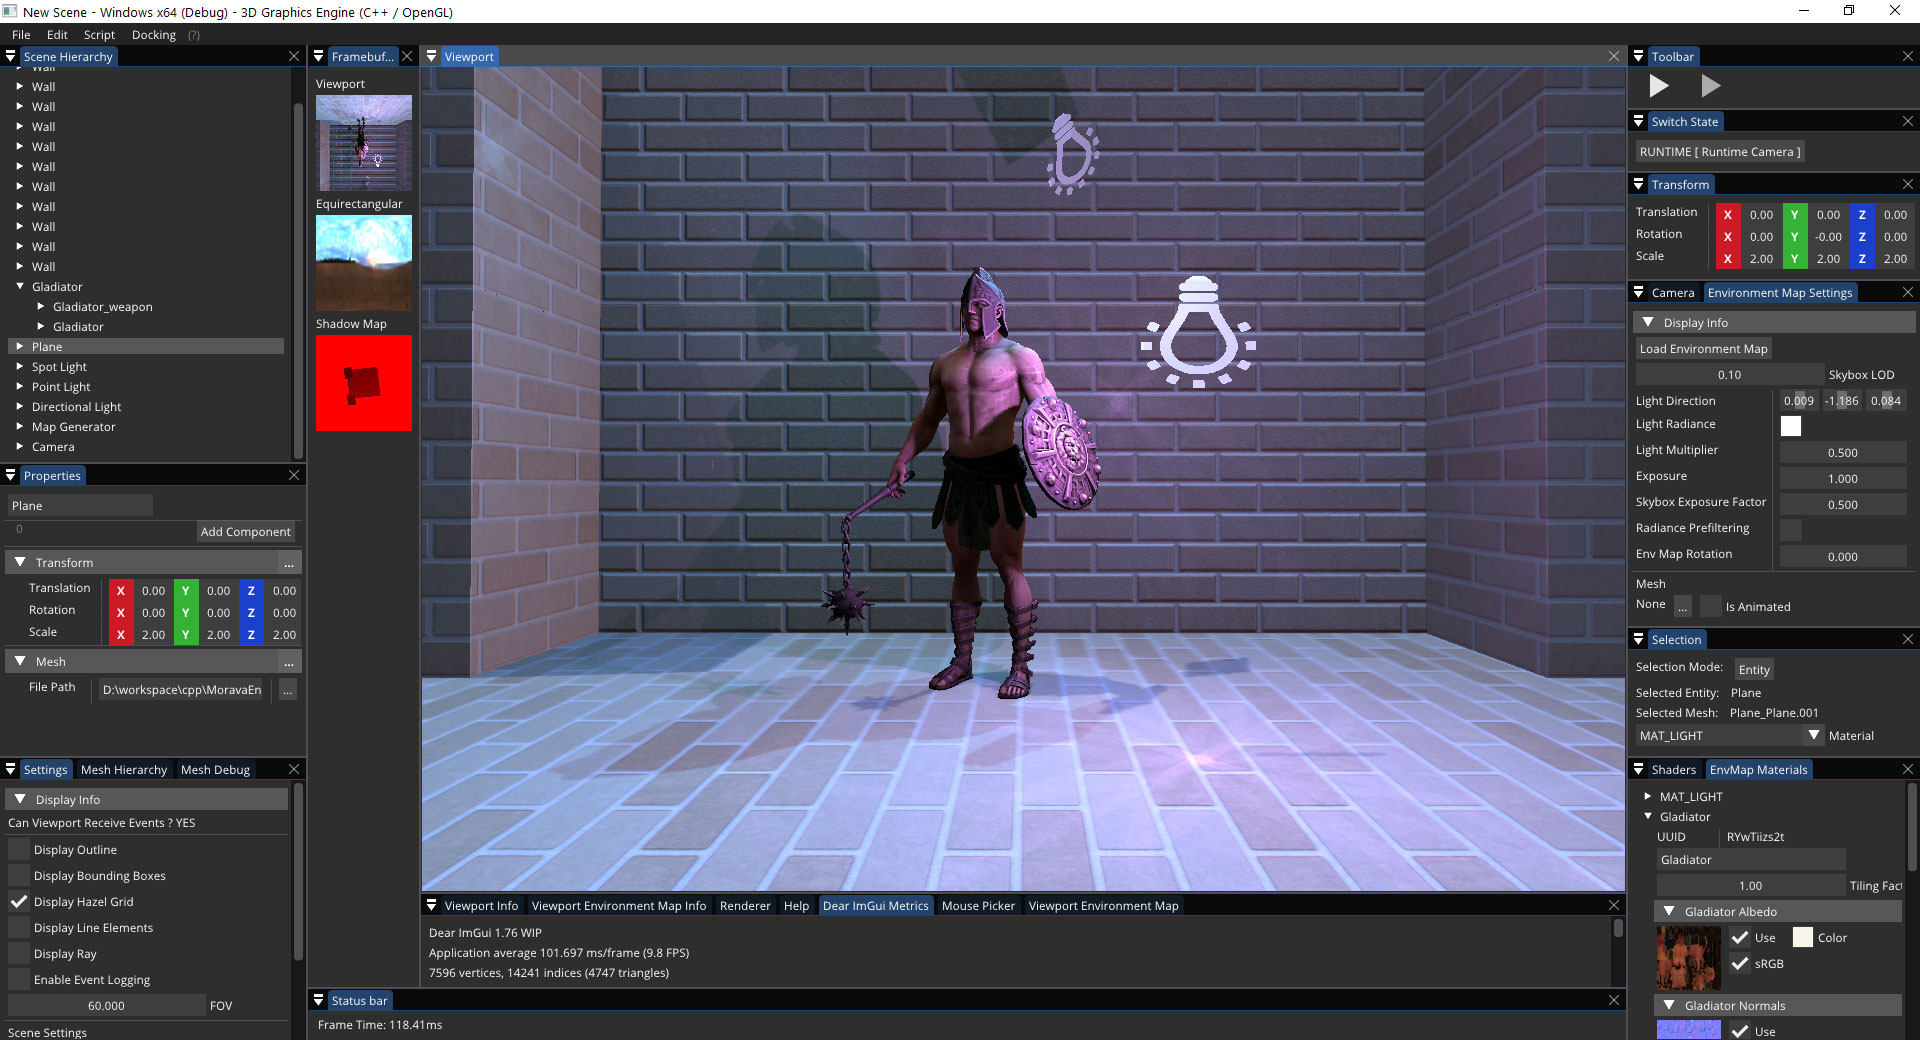 New Scene - Windows x64 (Debug) - 3D Graphics Engine (C++ / OpenGL)
File Edit Script Docking (?)
Scene Hierarchy
Wall
Wall
Wall
Wall
Wall
Wall
Wall
Wall
Wall
Wall
Wall
Gladiator
Gladiator_weapon
Gladiator
Plane
Spot Light
Point Light
Directional Light
Map Generator
Camera
Properties
Plane
0
Add Component
Transform ...
Translation X 0.00 Y 0.00 Z 0.00
Rotation X 0.00 Y 0.00 Z 0.00
Scale X 2.00 Y 2.00 Z 2.00
Mesh ...
File Path D:\workspace\cpp\MoravaEn ...
Settings Mesh Hierarchy Mesh Debug
Display Info
Can Viewport Receive Events ? YES
Display Outline
Display Bounding Boxes
Display Hazel Grid
Display Line Elements
Display Ray
Enable Event Logging
60.000 FOV
Scene Settings
Framebuf...
Viewport
Equirectangular
Shadow Map
Viewport
Viewport Info Viewport Environment Map Info Renderer Help Dear ImGui Metrics Mouse Picker Viewport Environment Map
Dear ImGui 1.76 WIP
Application average 101.697 ms/frame (9.8 FPS)
7596 vertices, 14241 indices (4747 triangles)
Status bar
Frame Time: 118.41ms
Toolbar
Switch State
RUNTIME [ Runtime Camera ]
Transform
Translation X 0.00 Y 0.00 Z 0.00
Rotation X 0.00 Y -0.00 Z 0.00
Scale X 2.00 Y 2.00 Z 2.00
Camera Environment Map Settings
Display Info
Load Environment Map
0.10 Skybox LOD
Light Direction 0.009 -1.186 0.084
Light Radiance
Light Multiplier 0.500
Exposure 1.000
Skybox Exposure Factor 0.500
Radiance Prefiltering
Env Map Rotation 0.000
Mesh
None ... Is Animated
Selection
Selection Mode: Entity
Selected Entity: Plane
Selected Mesh: Plane_Plane.001
MAT_LIGHT Material
Shaders EnvMap Materials
MAT_LIGHT
Gladiator
UUID RYwTiizs2t
Gladiator
1.00 Tiling Fact
Gladiator Albedo
Use Color
sRGB
Gladiator Normals
Use